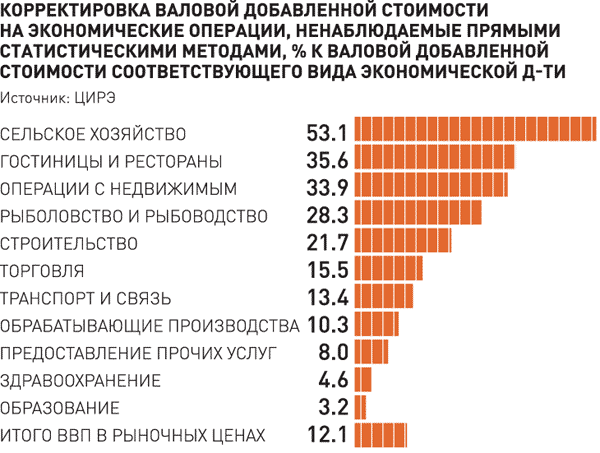 КОРРЕКТИРОВКА ВАЛОВОЙ ДОБАВЛЕННОЙ СТОИМОСТИ
НА ЭКОНОМИЧЕСКИЕ ОПЕРАЦИИ, НЕНАБЛЮДАЕМЫЕ ПРЯМЫМИ
СТАТИСТИЧЕСКИМИ МЕТОДАМИ, % К ВАЛОВОЙ ДОБАВЛЕННОЙ
СТОИМОСТИ СООТВЕТСТВУЮЩЕГО ВИДА ЭКОНОМИЧЕСКОЙ Д-ТИ
Источник: ЦИРЭ
СЕЛЬСКОЕ ХОЗЯЙСТВО 53.1
ГОСТИНИЦЫ И РЕСТОРАНЫ 35.6
ОПЕРАЦИИ С НЕДВИЖИМЫМ 33.9
РЫБОЛОВСТВО И РЫБОВОДСТВО 28.3
СТРОИТЕЛЬСТВО 21.7
ТОРГОВЛЯ 15.5
ТРАНСПОРТ И СВЯЗЬ 13.4
ОБРАБАТЫВАЮЩИЕ ПРОИЗВОДСТВА 10.3
ПРЕДОСТАВЛЕНИЕ ПРОЧИХ УСЛУГ 8.0
ЗДРАВООХРАНЕНИЕ 4.6
ОБРАЗОВАНИЕ 3.2
ИТОГО ВВП В РЫНОЧНЫХ ЦЕНАХ 12.1